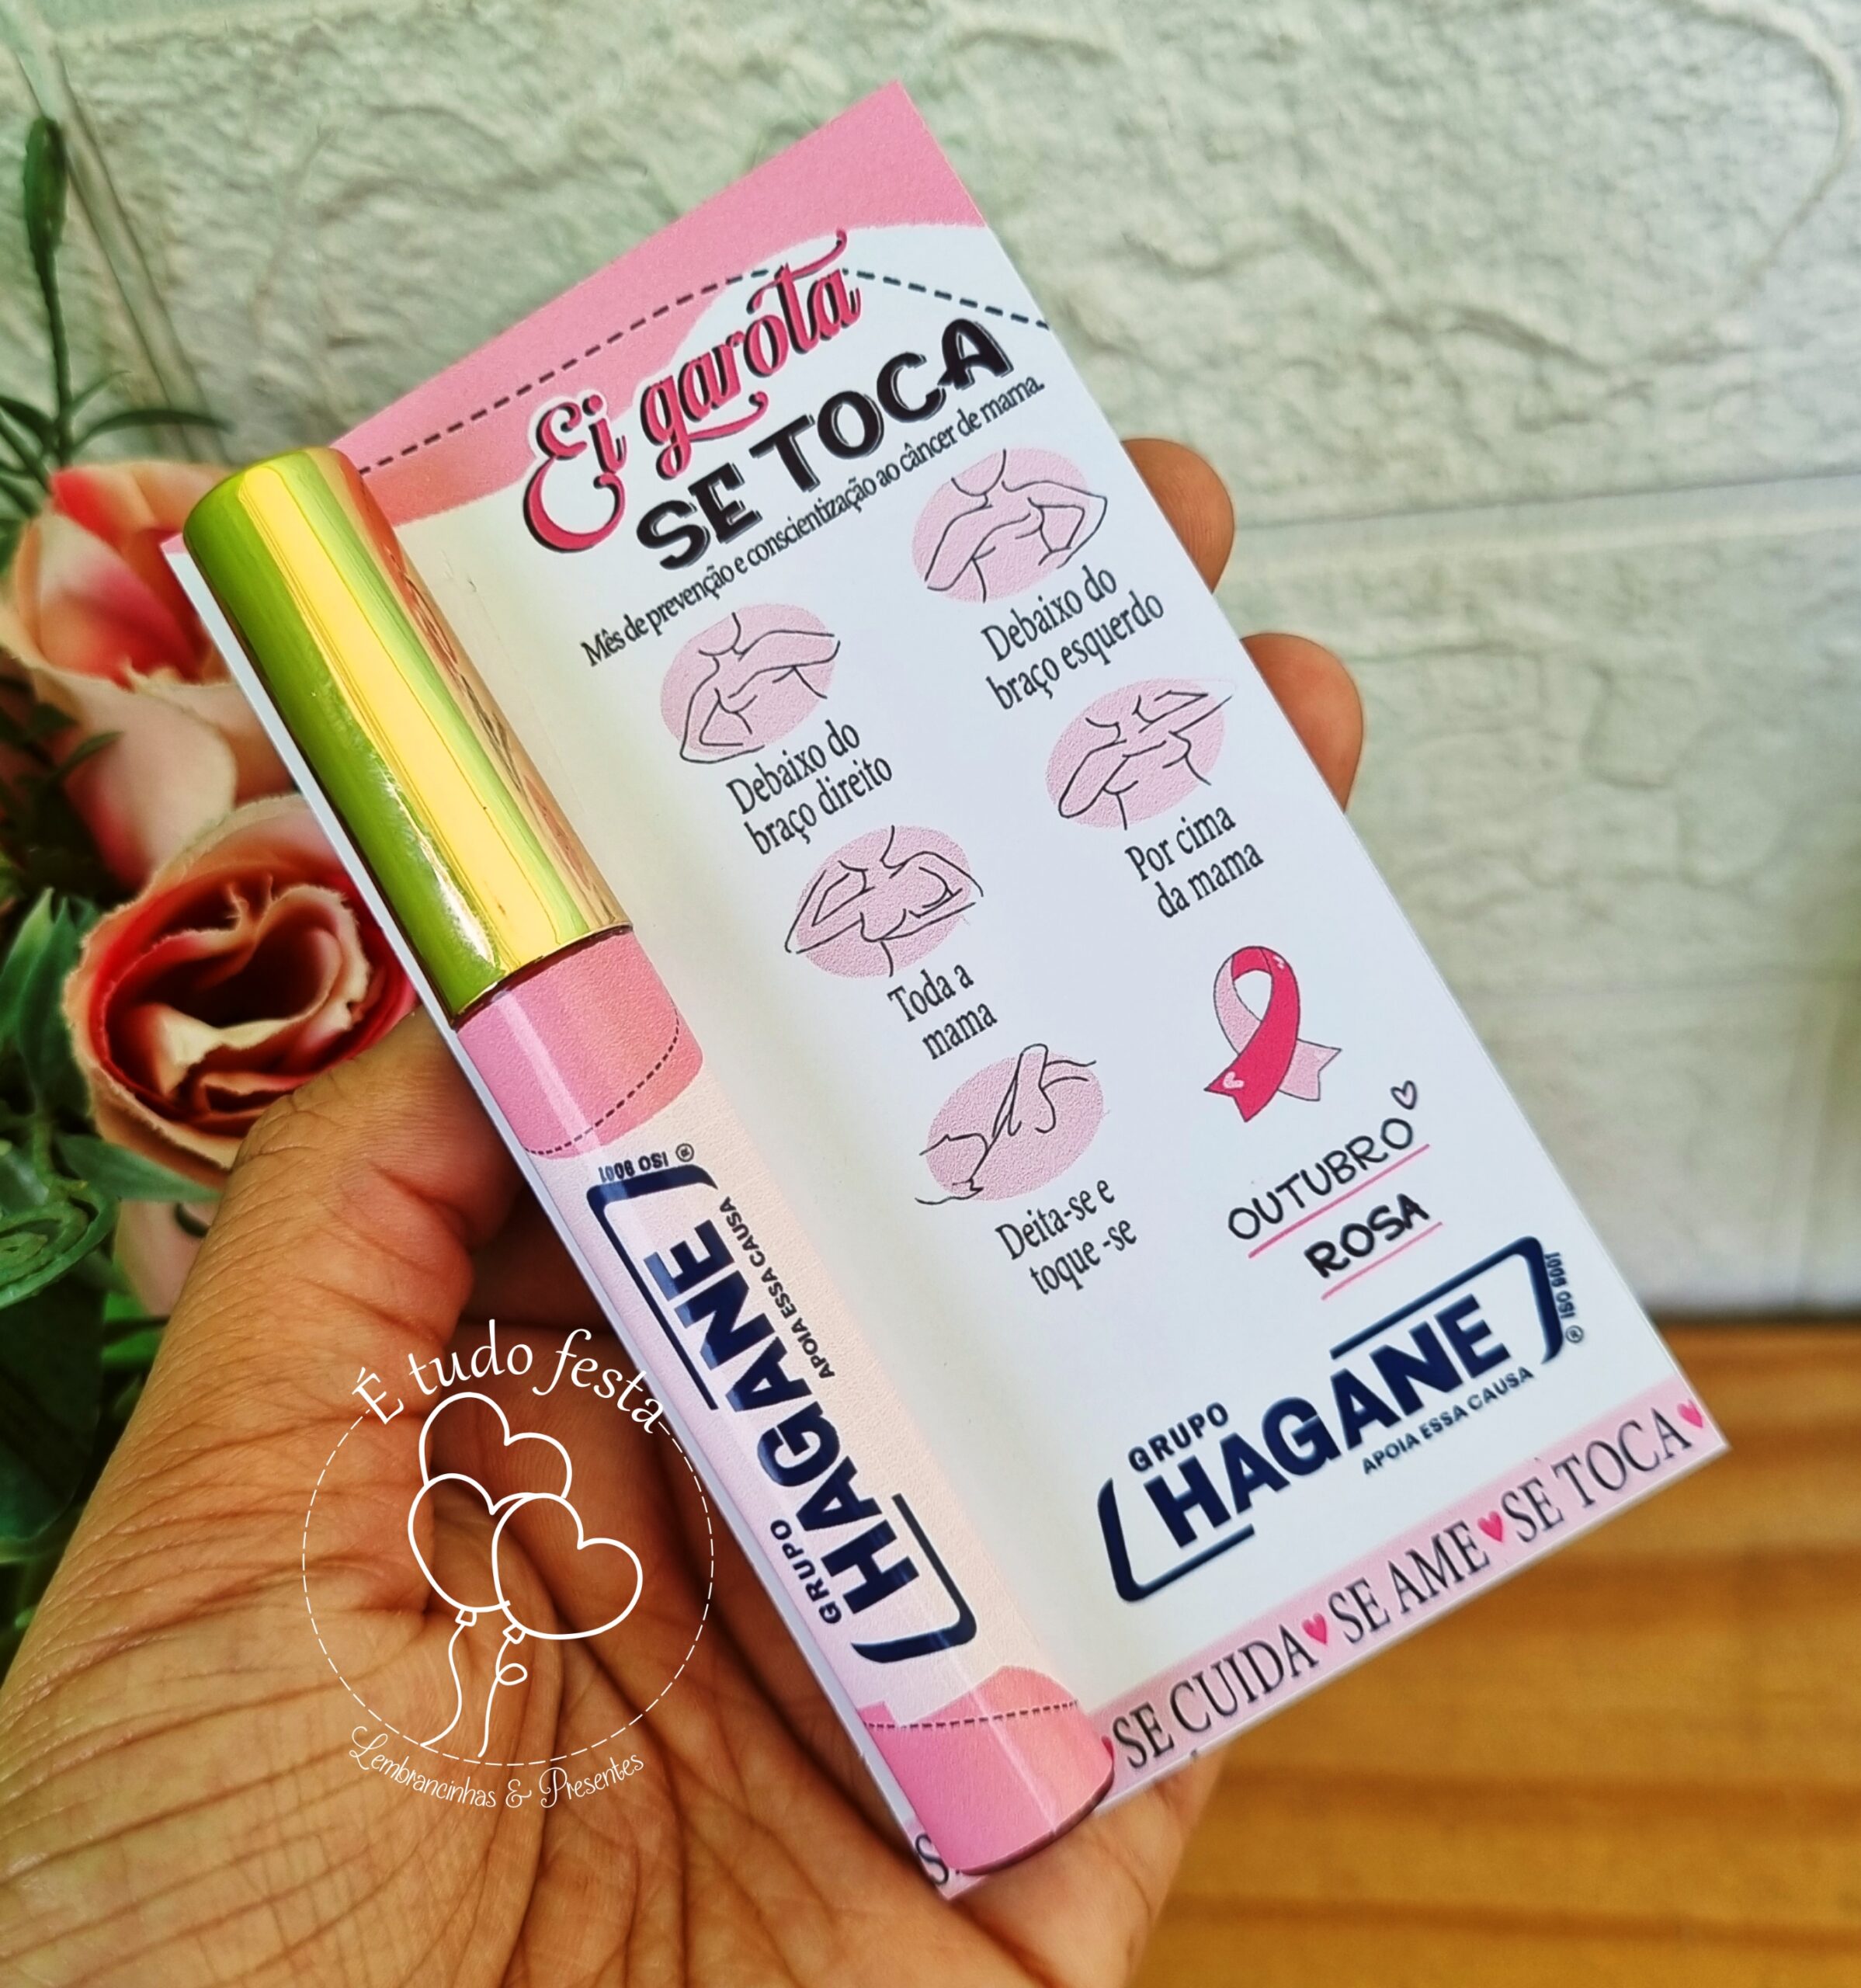 Ei garota
SE TOCA
Mês de prevenção e conscientização ao câncer de mama.
Debaixo do
braço direito
Debaixo do
braço esquerdo
Toda a
mama
Por cima
da mama
Deita-se e
toque -se
OUTUBRO
ROSA
GRUPO
HAGANE
ISO 9001
®
APOIA ESSA CAUSA
SE CUIDA SE AME SE TOCA
GRUPO
HAGANE
ISO 9001
®
APOIA ESSA CAUSA
É tudo festa
Lembrancinhas & Presentes